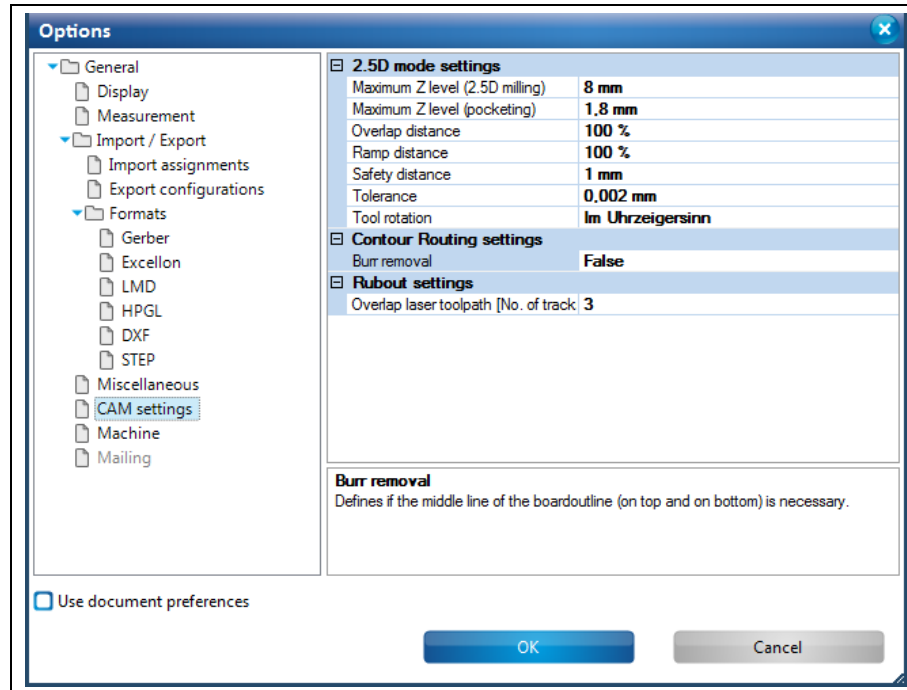 Options
General
Display
Measurement
Import / Export
Import assignments
Export configurations
Formats
Gerber
Excellon
LMD
HPGL
DXF
STEP
Miscellaneous
CAM settings
Machine
Mailing
2.5D mode settings
Maximum Z level (2.5D milling) 8 mm
Maximum Z level (pocketing) 1,8 mm
Overlap distance 100 %
Ramp distance 100 %
Safety distance 1 mm
Tolerance 0,002 mm
Tool rotation Im Uhrzeigersinn
Contour Routing settings
Burr removal False
Rubout settings
Overlap laser toolpath [No. of track 3
Burr removal
Defines if the middle line of the boardoutline (on top and on bottom) is necessary.
Use document preferences
OK Cancel